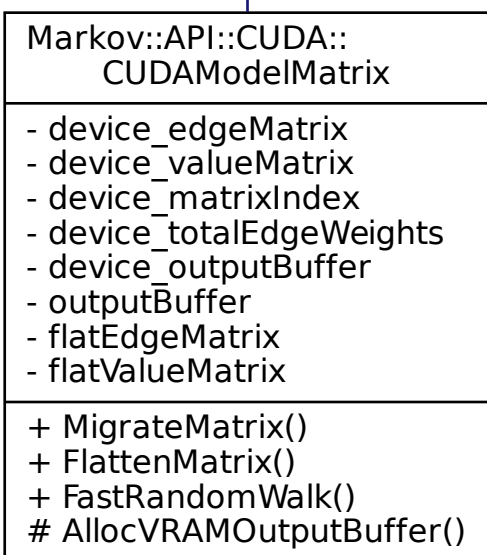 Markov::API::CUDA::
CUDAModelMatrix
- device_edgeMatrix
- device_valueMatrix
- device_matrixIndex
- device_totalEdgeWeights
- device_outputBuffer
- outputBuffer
- flatEdgeMatrix
- flatValueMatrix
+ MigrateMatrix()
+ FlattenMatrix()
+ FastRandomWalk()
# AllocVRAMOutputBuffer()